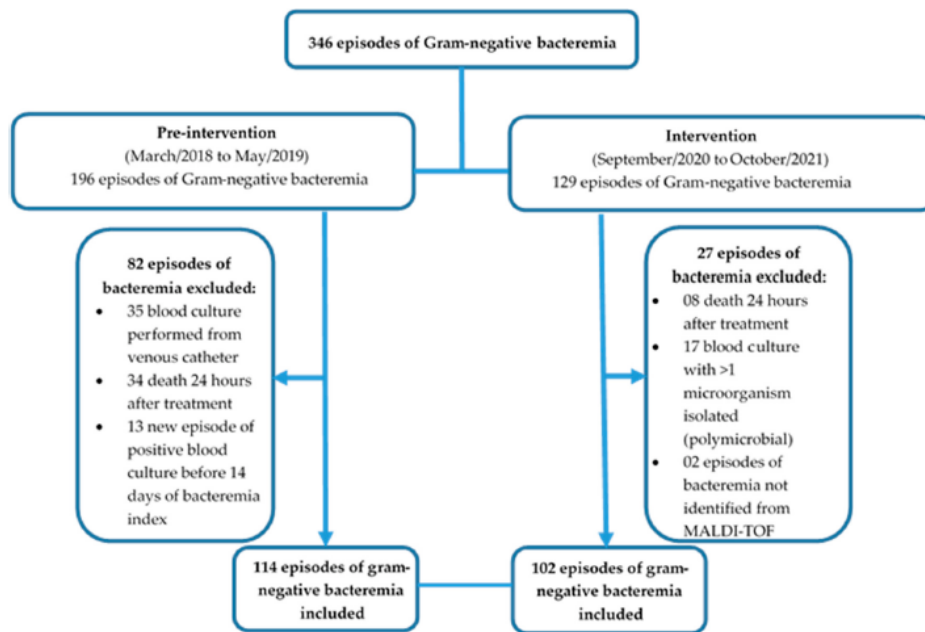 346 episodes of Gram-negative bacteremia
Pre-intervention
(March/2018 to May/2019)
196 episodes of Gram-negative bacteremia
Intervention
(September/2020 to October/2021)
129 episodes of Gram-negative bacteremia
82 episodes of
bacteremia excluded:
• 35 blood culture
performed from
venous catheter
• 34 death 24 hours
after treatment
• 13 new episode of
positive blood
culture before 14
days of bacteremia
index
27 episodes of
bacteremia excluded:
• 08 death 24 hours
after treatment
• 17 blood culture
with >1
microorganism
isolated
(polymicrobial)
• 02 episodes of
bacteremia not
identified from
MALDI-TOF
114 episodes of gram-
negative bacteremia
included
102 episodes of gram-
negative bacteremia
included